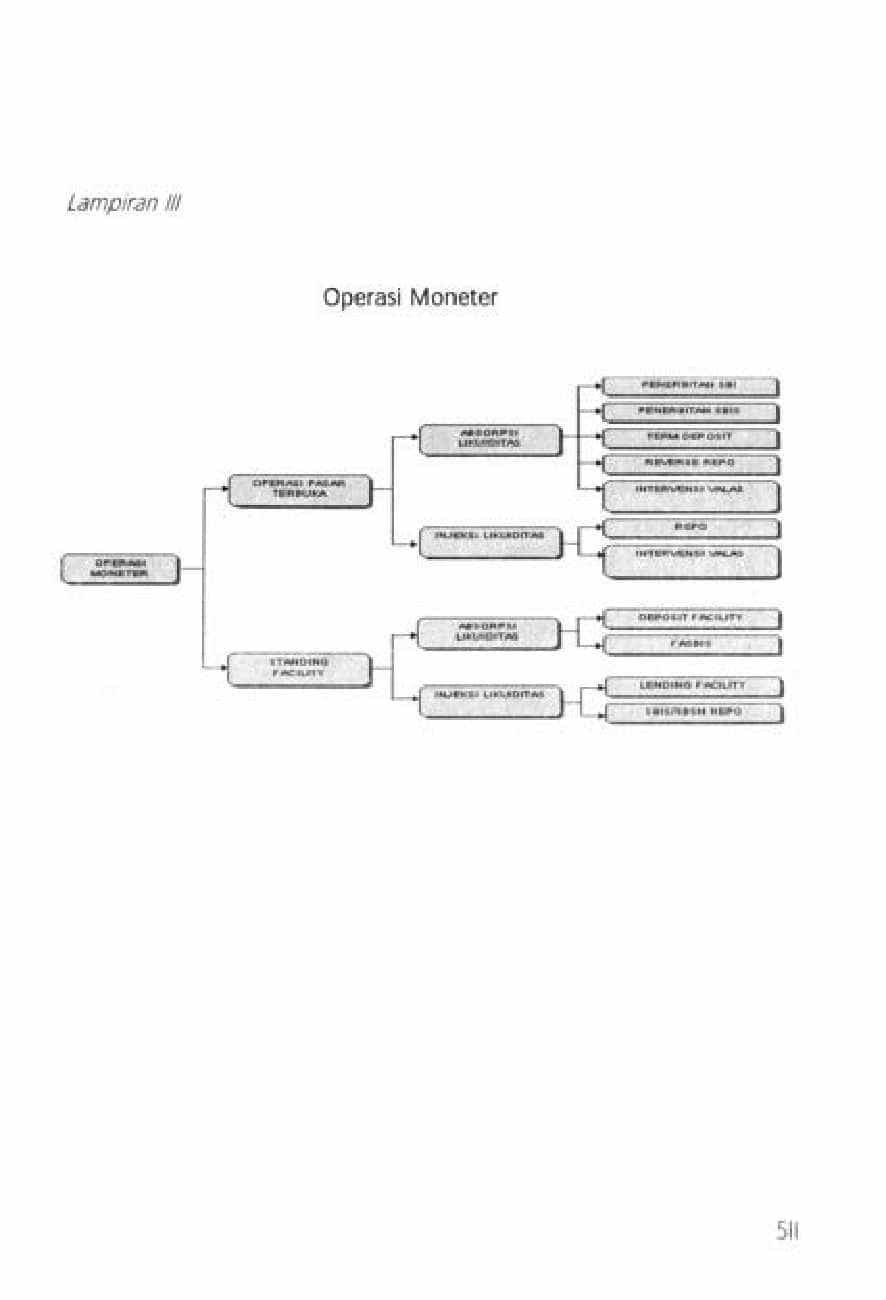 Lampiran III
Operasi Moneter
PENERBITAN SBI
PENERBITAN SBIS
ABSORPSI
LIKUIDITAS
TERM DEPOSIT
REVERSE REPO
OPERASI PASAR
TERBUKA
INTERVENSI VALAS
REPO
INJEKSI LIKUIDITAS
INTERVENSI VALAS
OPERASI
MONETER
DEPOSIT FACILITY
ABSORPSI
LIKUIDITAS
FASBIS
STANDING
FACILITY
LENDING FACILITY
INJEKSI LIKUIDITAS
SBIS/SBSN REPO
511